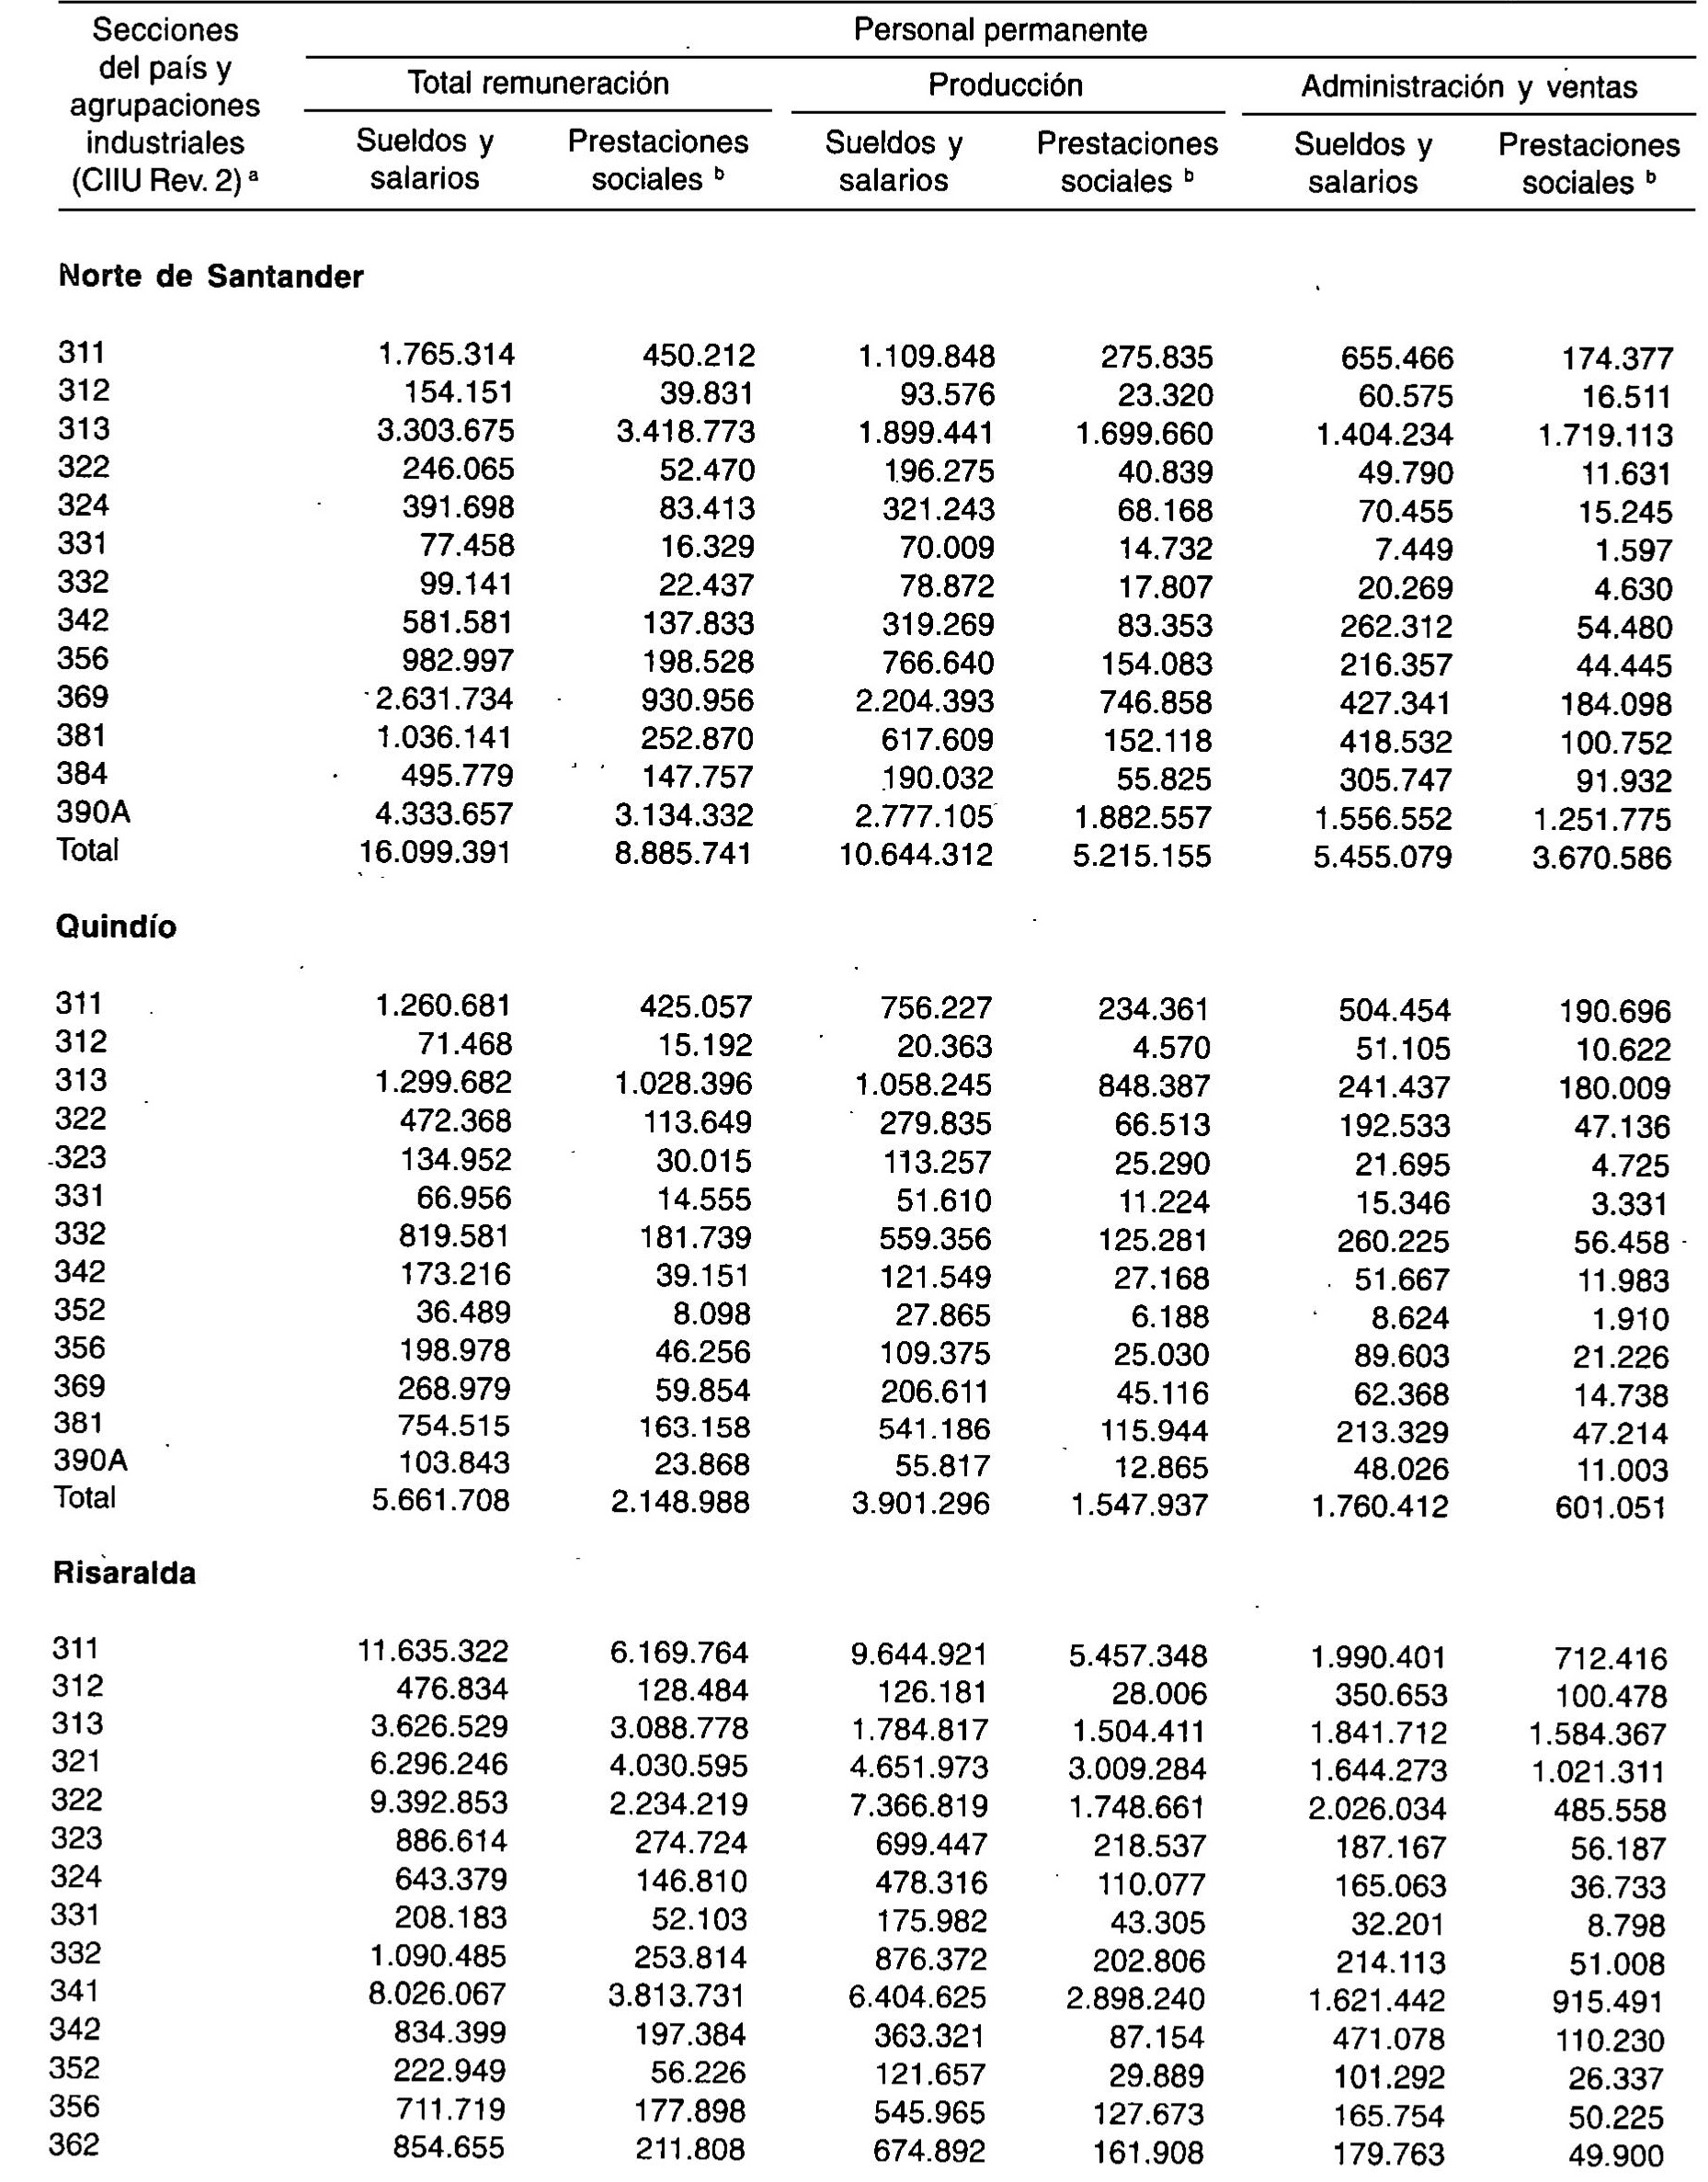 Secciones del país y agrupaciones industriales (CIIU Rev. 2) a
Personal permanente
Total remuneración Producción Administración y ventas
Sueldos y salarios Prestaciones sociales b Sueldos y salarios Prestaciones sociales b Sueldos y salarios Prestaciones sociales b
Norte de Santander
311 1.765.314 450.212 1.109.848 275.835 655.466 174.377
312 154.151 39.831 93.576 23.320 60.575 16.511
313 3.303.675 3.418.773 1.899.441 1.699.660 1.404.234 1.719.113
322 246.065 52.470 196.275 40.839 49.790 11.631
324 391.698 83.413 321.243 68.168 70.455 15.245
331 77.458 16.329 70.009 14.732 7.449 1.597
332 99.141 22.437 78.872 17.807 20.269 4.630
342 581.581 137.833 319.269 83.353 262.312 54.480
356 982.997 198.528 766.640 154.083 216.357 44.445
369 2.631.734 930.956 2.204.393 746.858 427.341 184.098
381 1.036.141 252.870 617.609 152.118 418.532 100.752
384 495.779 147.757 190.032 55.825 305.747 91.932
390A 4.333.657 3.134.332 2.777.105 1.882.557 1.556.552 1.251.775
Total 16.099.391 8.885.741 10.644.312 5.215.155 5.455.079 3.670.586
Quindío
311 1.260.681 425.057 756.227 234.361 504.454 190.696
312 71.468 15.192 20.363 4.570 51.105 10.622
313 1.299.682 1.028.396 1.058.245 848.387 241.437 180.009
322 472.368 113.649 279.835 66.513 192.533 47.136
323 134.952 30.015 113.257 25.290 21.695 4.725
331 66.956 14.555 51.610 11.224 15.346 3.331
332 819.581 181.739 559.356 125.281 260.225 56.458
342 173.216 39.151 121.549 27.168 51.667 11.983
352 36.489 8.098 27.865 6.188 8.624 1.910
356 198.978 46.256 109.375 25.030 89.603 21.226
369 268.979 59.854 206.611 45.116 62.368 14.738
381 754.515 163.158 541.186 115.944 213.329 47.214
390A 103.843 23.868 55.817 12.865 48.026 11.003
Total 5.661.708 2.148.988 3.901.296 1.547.937 1.760.412 601.051
Risaralda
311 11.635.322 6.169.764 9.644.921 5.457.348 1.990.401 712.416
312 476.834 128.484 126.181 28.006 350.653 100.478
313 3.626.529 3.088.778 1.784.817 1.504.411 1.841.712 1.584.367
321 6.296.246 4.030.595 4.651.973 3.009.284 1.644.273 1.021.311
322 9.392.853 2.234.219 7.366.819 1.748.661 2.026.034 485.558
323 886.614 274.724 699.447 218.537 187.167 56.187
324 643.379 146.810 478.316 110.077 165.063 36.733
331 208.183 52.103 175.982 43.305 32.201 8.798
332 1.090.485 253.814 876.372 202.806 214.113 51.008
341 8.026.067 3.813.731 6.404.625 2.898.240 1.621.442 915.491
342 834.399 197.384 363.321 87.154 471.078 110.230
352 222.949 56.226 121.657 29.889 101.292 26.337
356 711.719 177.898 545.965 127.673 165.754 50.225
362 854.655 211.808 674.892 161.908 179.763 49.900